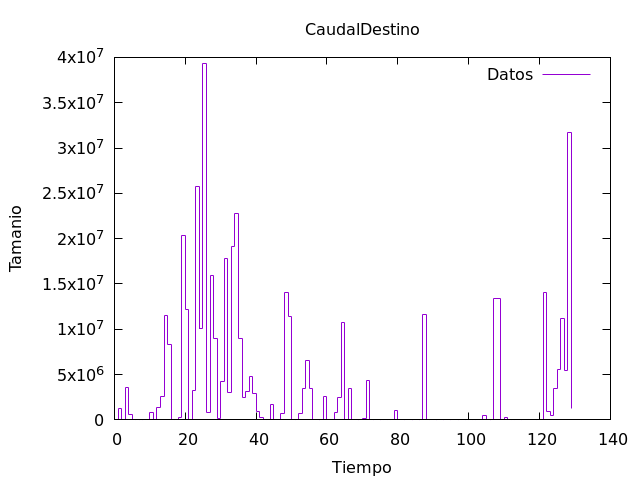 CaudalDestino
Datos
4x10^7
3.5x10^7
3x10^7
2.5x10^7
2x10^7
1.5x10^7
1x10^7
5x10^6
0
0 20 40 60 80 100 120 140
Tamanio
Tiempo